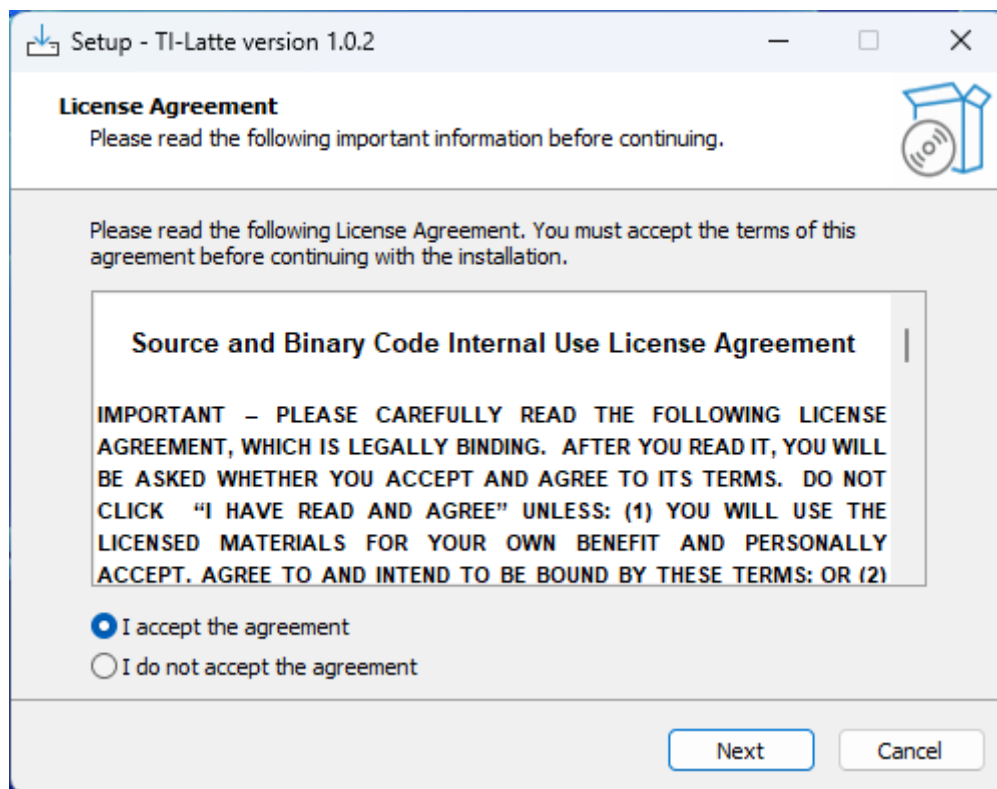 Setup - TI-Latte version 1.0.2
License Agreement
Please read the following important information before continuing.
Please read the following License Agreement. You must accept the terms of this
agreement before continuing with the installation.
Source and Binary Code Internal Use License Agreement
IMPORTANT – PLEASE CAREFULLY READ THE FOLLOWING LICENSE
AGREEMENT, WHICH IS LEGALLY BINDING. AFTER YOU READ IT, YOU WILL
BE ASKED WHETHER YOU ACCEPT AND AGREE TO ITS TERMS. DO NOT
CLICK “I HAVE READ AND AGREE” UNLESS: (1) YOU WILL USE THE
LICENSED MATERIALS FOR YOUR OWN BENEFIT AND PERSONALLY
ACCEPT, AGREE TO AND INTEND TO BE BOUND BY THESE TERMS; OR (2)
I accept the agreement
I do not accept the agreement
Next
Cancel